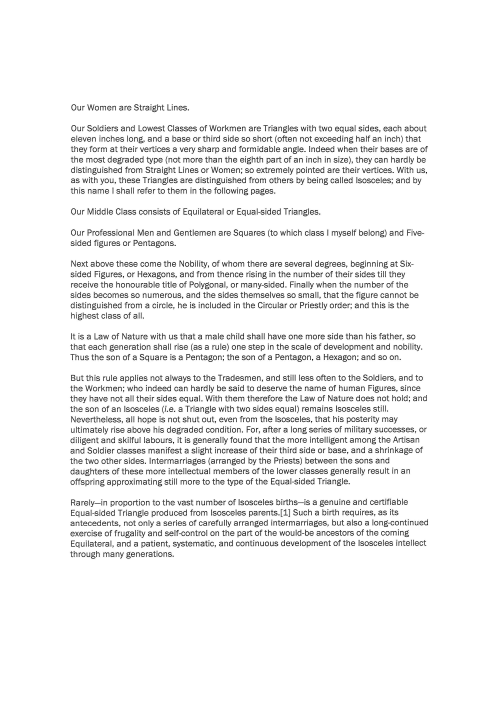 Our Women are Straight Lines.
Our Soldiers and Lowest Classes of Workmen are Triangles with two equal sides, each about
eleven inches long, and a base or third side so short (often not exceeding half an inch) that
they form at their vertices a very sharp and formidable angle. Indeed when their bases are of
the most degraded type (not more than the eighth part of an inch in size), they can hardly be
distinguished from Straight Lines or Women; so extremely pointed are their vertices. With us,
as with you, these Triangles are distinguished from others by being called Isosceles; and by
this name I shall refer to them in the following pages.
Our Middle Class consists of Equilateral or Equal-sided Triangles.
Our Professional Men and Gentlemen are Squares (to which class I myself belong) and Five-
sided figures or Pentagons.
Next above these come the Nobility, of whom there are several degrees, beginning at Six-
sided Figures, or Hexagons, and from thence rising in the number of their sides till they
receive the honourable title of Polygonal, or many-sided. Finally when the number of the
sides becomes so numerous, and the sides themselves so small, that the figure cannot be
distinguished from a circle, he is included in the Circular or Priestly order; and this is the
highest class of all.
It is a Law of Nature with us that a male child shall have one more side than his father, so
that each generation shall rise (as a rule) one step in the scale of development and nobility.
Thus the son of a Square is a Pentagon; the son of a Pentagon, a Hexagon; and so on.
But this rule applies not always to the Tradesmen, and still less often to the Soldiers, and to
the Workmen; who indeed can hardly be said to deserve the name of human Figures, since
they have not all their sides equal. With them therefore the Law of Nature does not hold; and
the son of an Isosceles (i.e. a Triangle with two sides equal) remains Isosceles still.
Nevertheless, all hope is not shut out, even from the Isosceles, that his posterity may
ultimately rise above his degraded condition. For, after a long series of military successes, or
diligent and skilful labours, it is generally found that the more intelligent among the Artisan
and Soldier classes manifest a slight increase of their third side or base, and a shrinkage of
the two other sides. Intermarriages (arranged by the Priests) between the sons and
daughters of these more intellectual members of the lower classes generally result in an
offspring approximating still more to the type of the Equal-sided Triangle.
Rarely—in proportion to the vast number of Isosceles births—is a genuine and certifiable
Equal-sided Triangle produced from Isosceles parents.[1] Such a birth requires, as its
antecedents, not only a series of carefully arranged intermarriages, but also a long-continued
exercise of frugality and self-control on the part of the would-be ancestors of the coming
Equilateral, and a patient, systematic, and continuous development of the Isosceles intellect
through many generations.